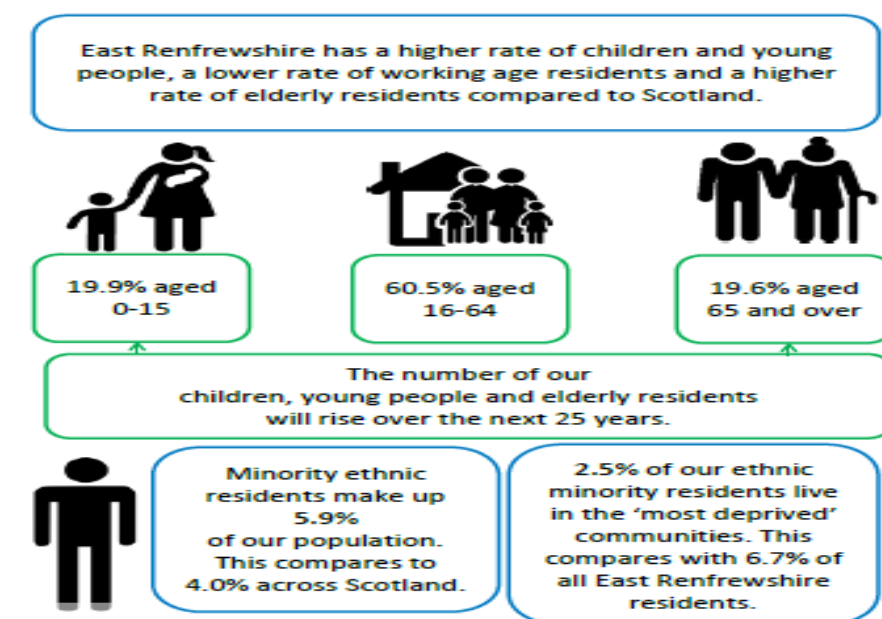 East Renfrewshire has a higher rate of children and young
people, a lower rate of working age residents and a higher
rate of elderly residents compared to Scotland.
19.9% aged
0-15
60.5% aged
16-64
19.6% aged
65 and over
The number of our
children, young people and elderly residents
will rise over the next 25 years.
Minority ethnic
residents make up
5.9%
of our population.
This compares to
4.0% across Scotland.
2.5% of our ethnic
minority residents live
in the ‘most deprived’
communities. This
compares with 6.7% of
all East Renfrewshire
residents.